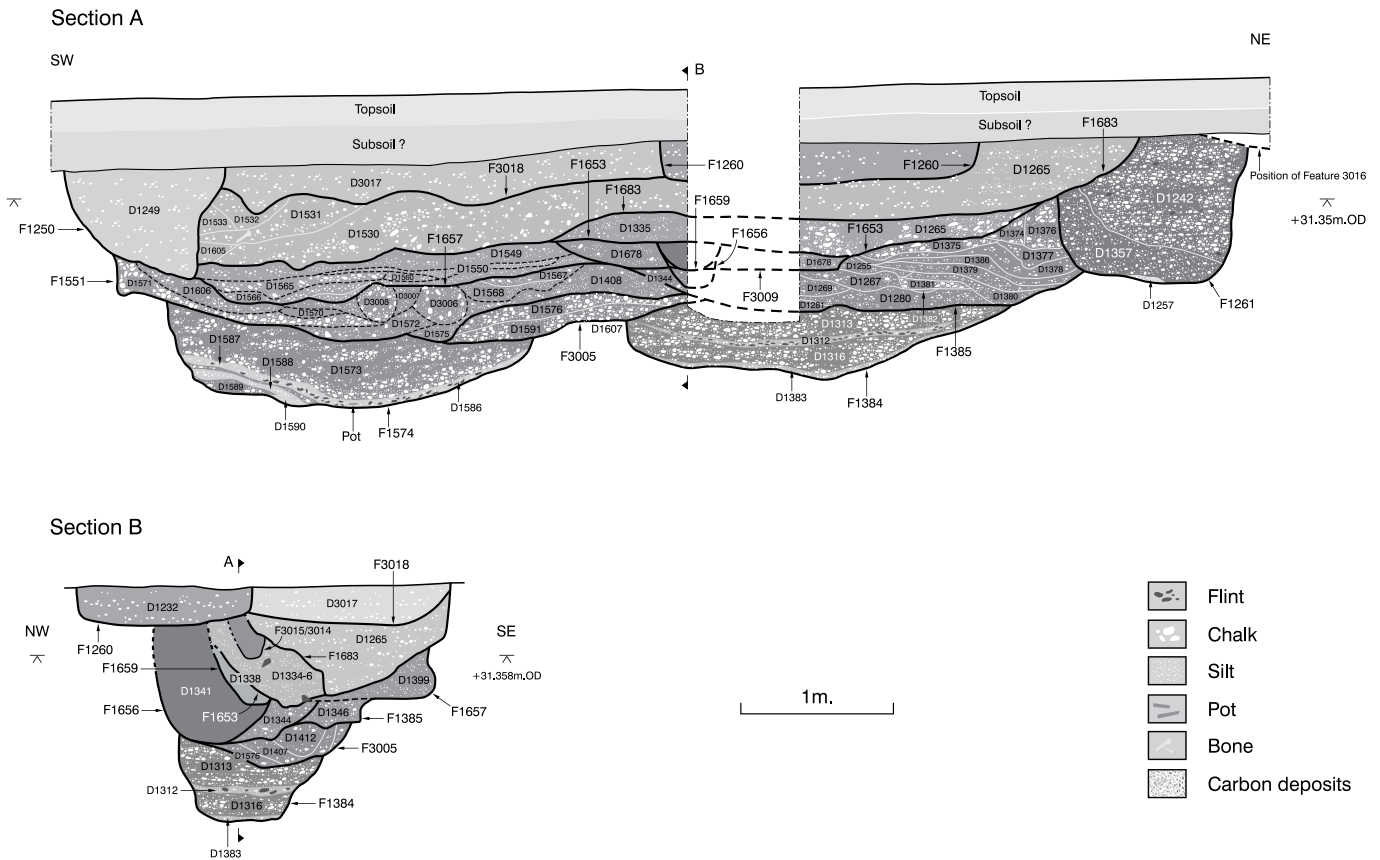 Section A
SW
NE
B
Topsoil
Topsoil
Subsoil ?
Subsoil ?
F1683
F1260
F1653
F3018
F1260
D3017
D1265
F1683
F1659
Position of Feature 3016
D1249
D1533
D1532
D1531
D1242
+31.35m.OD
F1250
D1530
F1657
D1335
F1656
F1653
D1265
D1374
D1376
D1605
D1549
D1678
D1678
D1255
D1375
D1377
D1357
F1551
D1571
D1606
D1565
D1560
D1550
D1567
D1408
D1344
F3009
D1267
D1386
D1379
D1378
D1566
D3008
D3007
D3006
D1568
D1269
D1381
D1280
D1380
D1257
F1261
D1570
D1572
D1575
D1576
D1261
D1382
D1587
D1588
D1591
D1607
D1313
D1312
F1385
D1573
F3005
D1316
D1589
D1586
D1383
F1384
D1590
Pot
F1574
Section B
A
F3018
D1232
D3017
NW
F1260
F3015/3014
D1265
SE
F1659
F1683
+31.358m.OD
D1338
D1334-6
D1399
D1341
F1656
F1653
D1344
D1346
F1385
F1657
D1412
D1576
D1407
F3005
D1313
D1312
D1316
F1384
D1383
1m.
Flint
Chalk
Silt
Pot
Bone
Carbon deposits